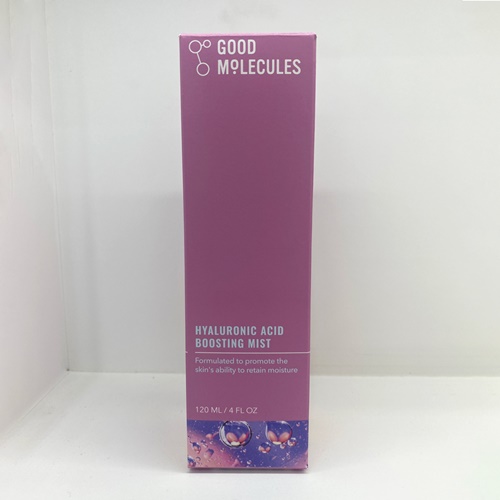 GOOD
MOLECULES
HYALURONIC ACID
BOOSTING MIST
Formulated to promote the
skin's ability to retain moisture
120 ML / 4 FL OZ